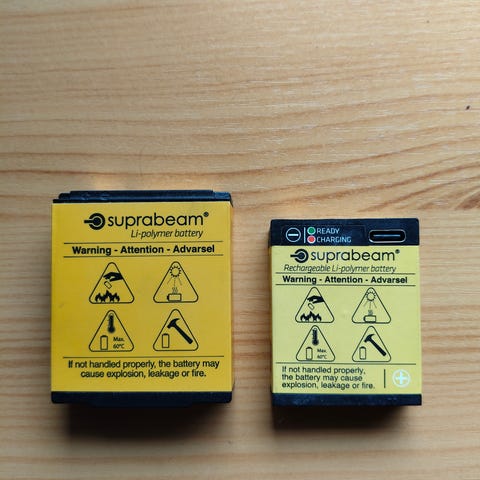 suprabeam®
Li-polymer battery
Warning - Attention - Advarsel
Max.
60°C
If not handled properly, the battery may
cause explosion, leakage or fire.
READY
CHARGING
suprabeam®
Rechargeable Li-polymer battery
Warning - Attention - Advarsel
Max.
60°C
If not handled properly,
the battery may cause
explosion, leakage or fire.